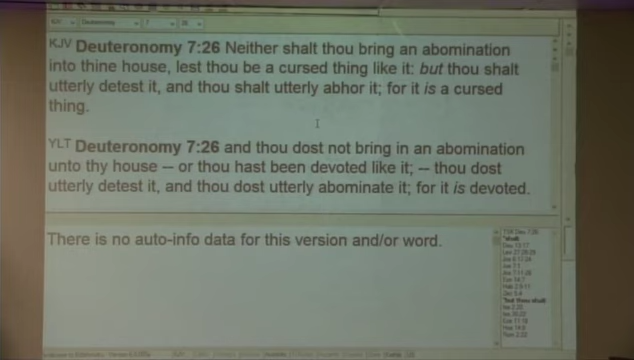 Deuteronomy 7 26
KJV Deuteronomy 7:26 Neither shalt thou bring an abomination
into thine house, lest thou be a cursed thing like it: but thou shalt
utterly detest it, and thou shalt utterly abhor it; for it is a cursed
thing.
YLT Deuteronomy 7:26 and thou dost not bring in an abomination
unto thy house -- or thou hast been devoted like it; -- thou dost
utterly detest it, and thou dost utterly abominate it; for it is devoted.
There is no auto-info data for this version and/or word.